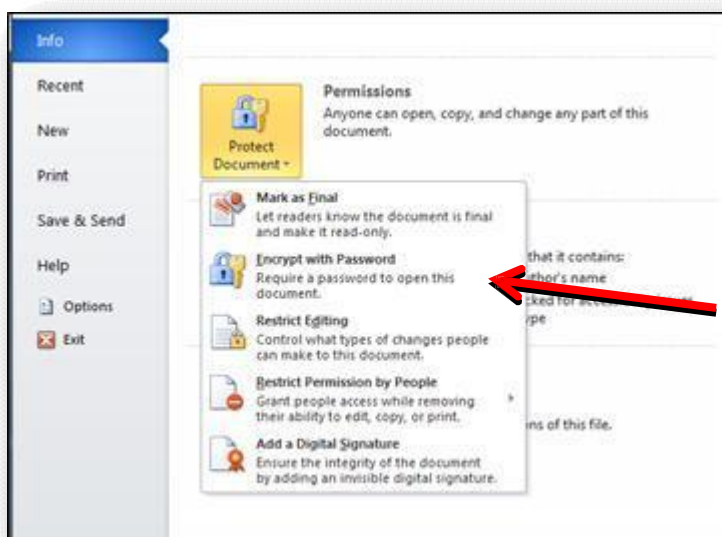 Info
Recent
New
Print
Save & Send
Help
Options
Exit
Permissions
Anyone can open, copy, and change any part of this
document.
Protect
Document
Mark as Final
Let readers know the document is final
and make it read-only.
Encrypt with Password
Require a password to open this
document.
Restrict Editing
Control what types of changes people
can make to this document.
Restrict Permission by People
Grant people access while removing
their ability to edit, copy, or print.
Add a Digital Signature
Ensure the integrity of the document
by adding an invisible digital signature.
that it contains:
thor's name
ype
ns of this file.